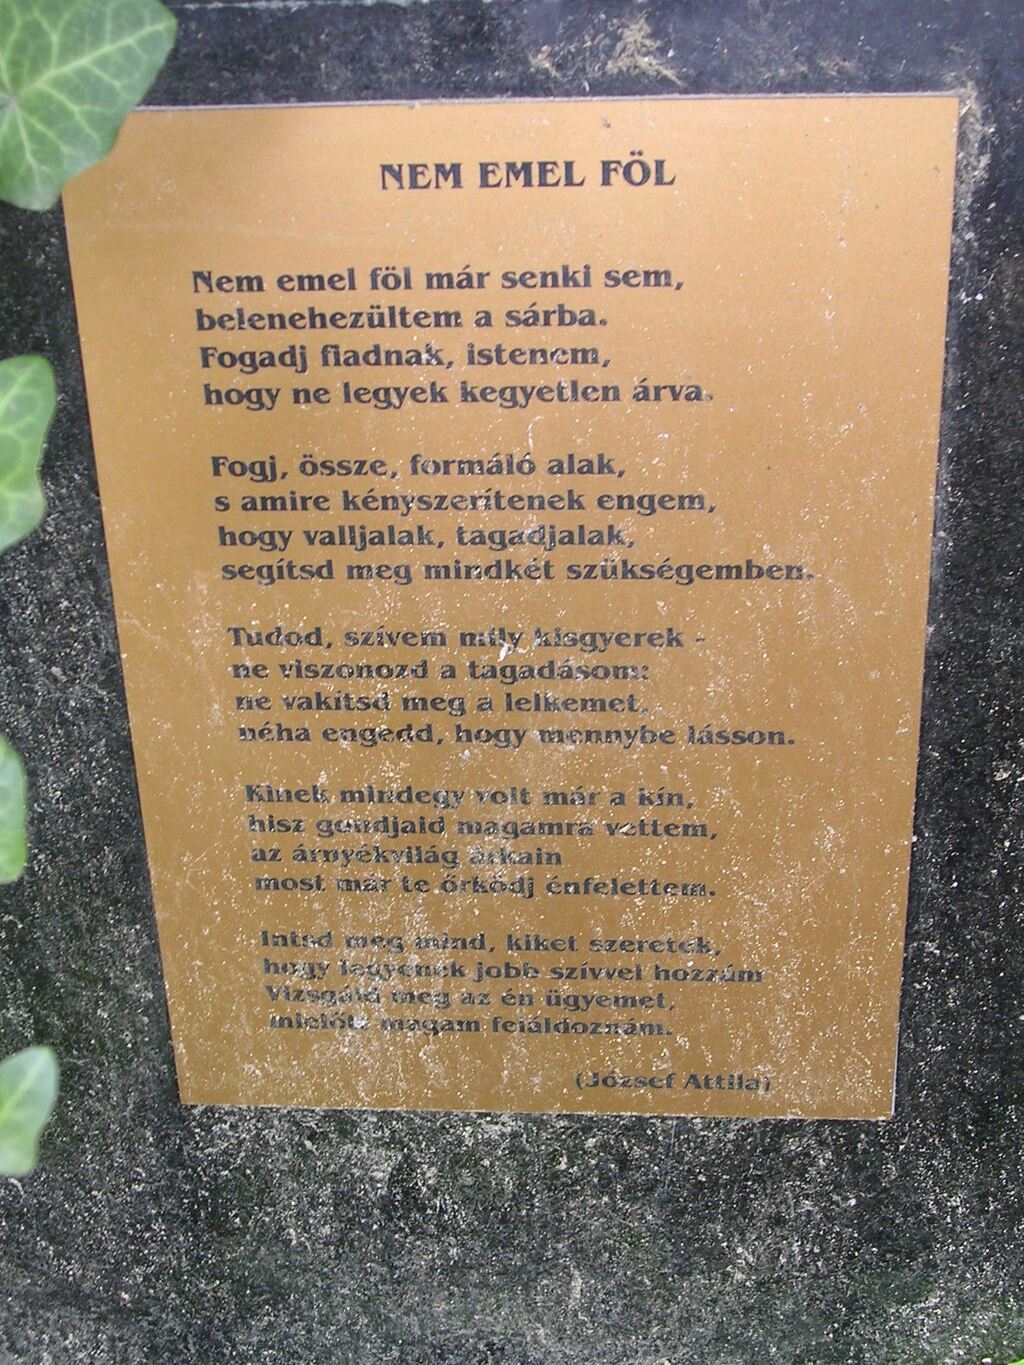 NEM EMEL FÖL
Nem emel föl már senki sem,
belenehezültem a sárba.
Fogadj fiadnak, istenem,
hogy ne legyek kegyetlen árva.
Fogj, össze, formáló alak,
s amire kényszerítenek engem,
hogy valljalak, tagadjalak,
segítsd meg mindkét szükségemben.
Tudod, szívem mily kisgyerek -
ne viszonozd a tagadásom:
ne vakítsd meg a lelkemet,
néha engedd, hogy mennybe lásson.
Kinek mindegy volt már a kín,
hisz gondjaid magamra vettem,
az árnyékvilág árkain
most már te őrködj énfelettem.
Intsd meg mind, kiket szeretek,
hogy legyenek jobb szívvel hozzám
Vizsgáld meg az én ügyemet,
mielőtt magam feláldoznám.
(József Attila)